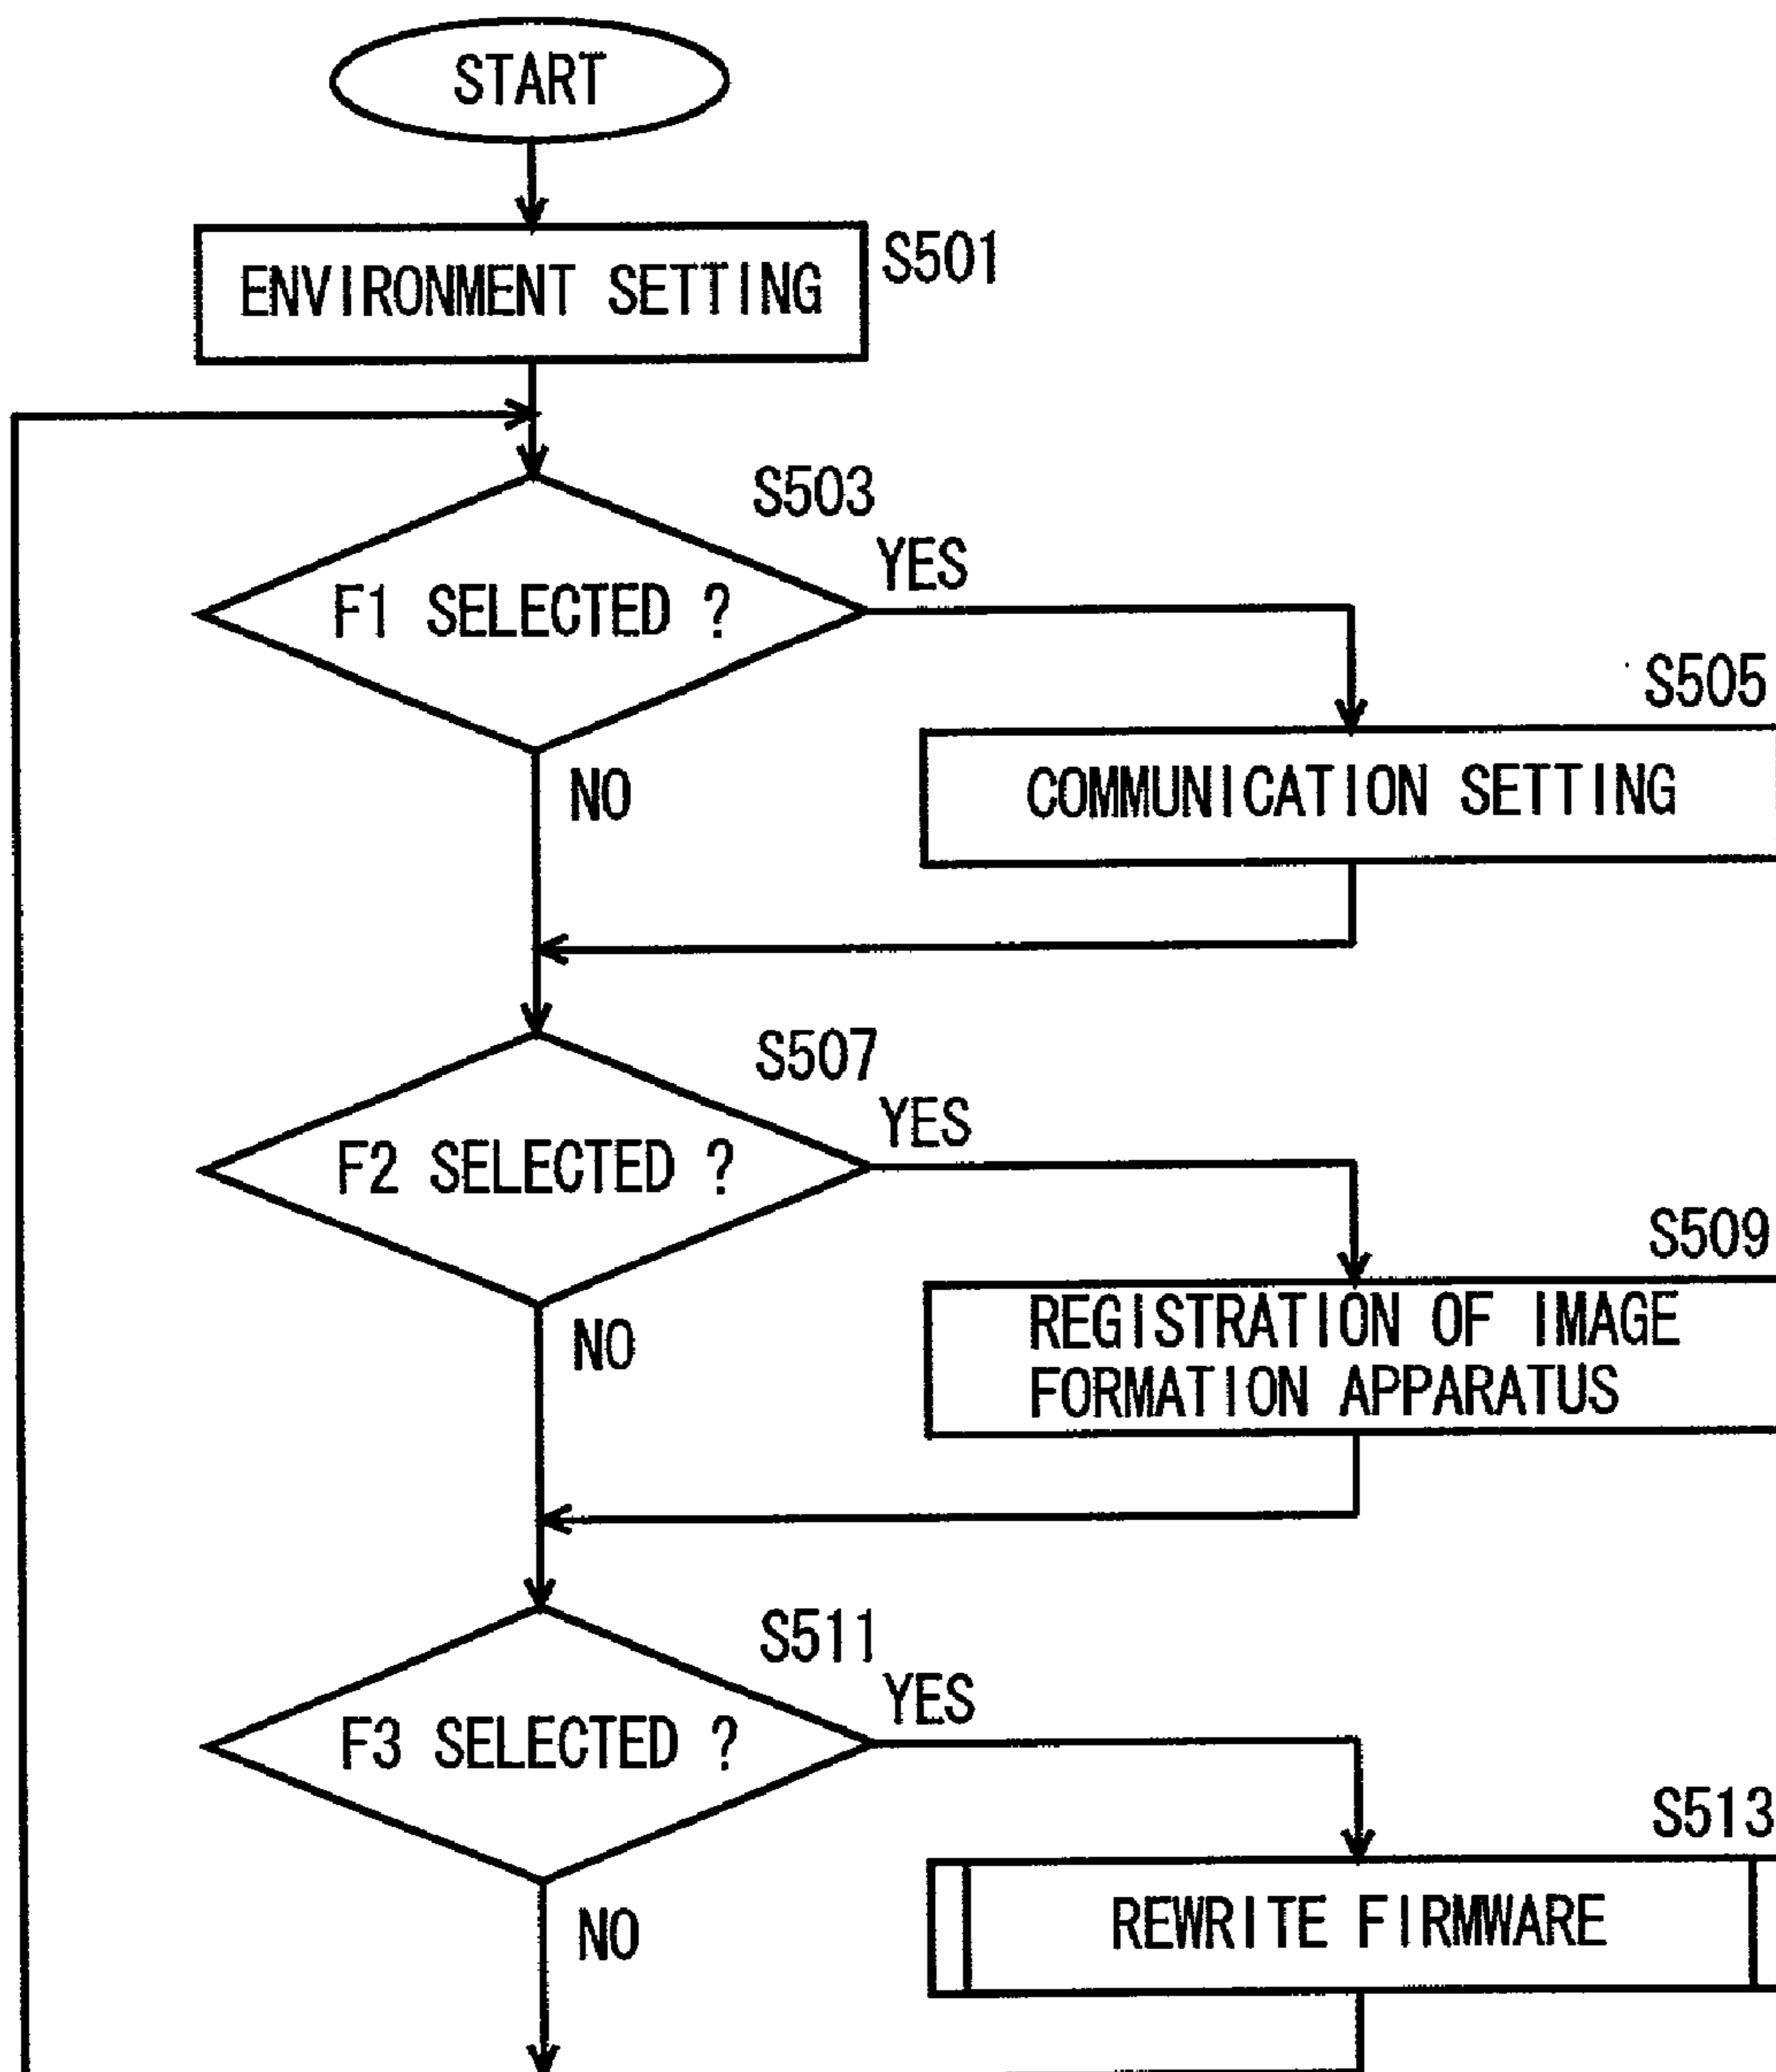 START
ENVIRONMENT SETTING
S501
S503
YES
F1 SELECTED ?
S505
NO
COMMUNICATION SETTING
S507
YES
F2 SELECTED ?
S509
NO
REGISTRATION OF IMAGE
FORMATION APPARATUS
S511
YES
F3 SELECTED ?
S513
NO
REWRITE FIRMWARE